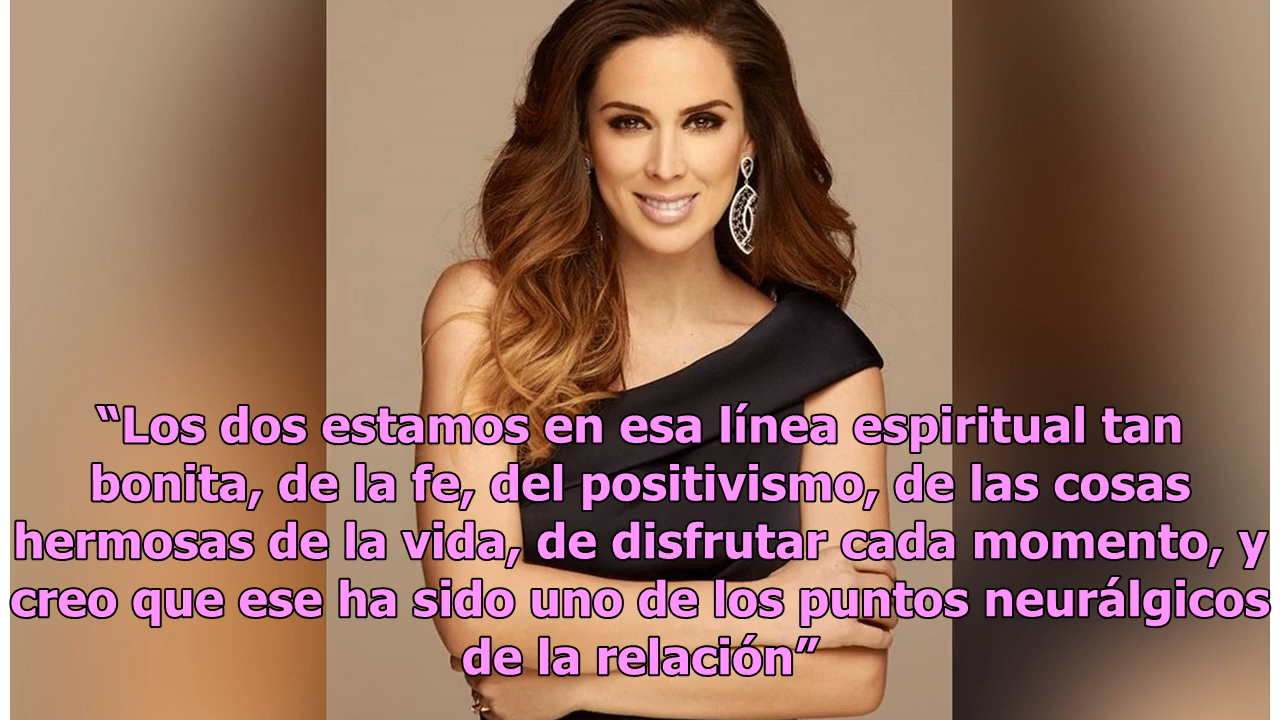 “Los dos estamos en esa línea espiritual tan
bonita, de la fe, del positivismo, de las cosas
hermosas de la vida, de disfrutar cada momento, y
creo que ese ha sido uno de los puntos neurálgicos
de la relación”